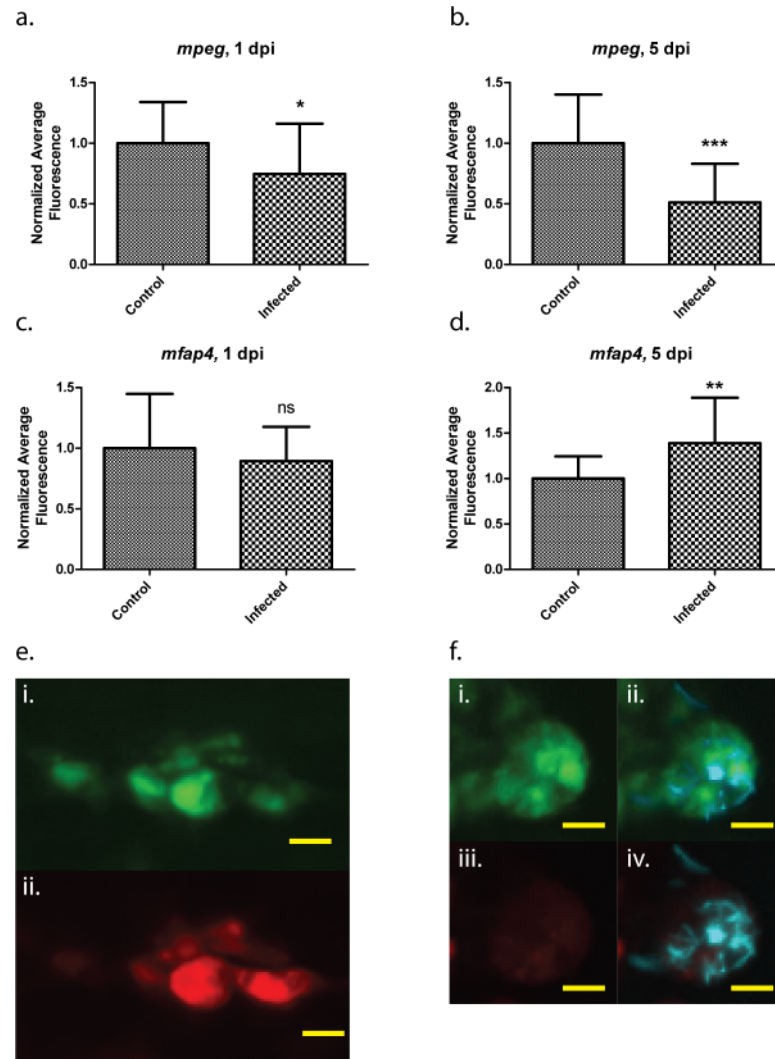 a.
mpeg, 1 dpi
Normalized Average
Fluorescence
1.5
1.0
0.5
0.0
*
Control
Infected
b.
mpeg, 5 dpi
Normalized Average
Fluorescence
1.5
1.0
0.5
0.0
***
Control
Infected
c.
mfap4, 1 dpi
Normalized Average
Fluorescence
1.5
1.0
0.5
0.0
ns
Control
Infected
d.
mfap4, 5 dpi
Normalized Average
Fluorescence
2.0
1.5
1.0
0.5
0.0
**
Control
Infected
e.
i.
ii.
f.
i.
ii.
iii.
iv.